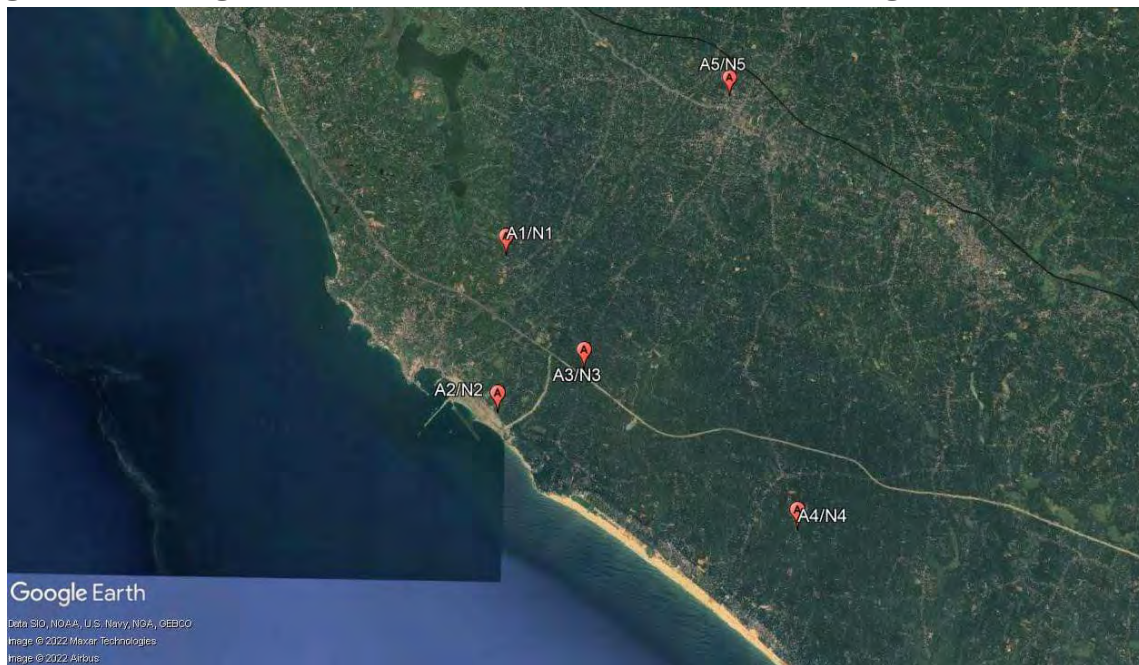 A5/N5
A1/N1
A3/N3
A2/N2
A4/N4
Google Earth
Data SIO, NOAA, U.S. Navy, NGA, GEBCO
Image © 2022 Maxar Technologies
Image © 2022 Airbus